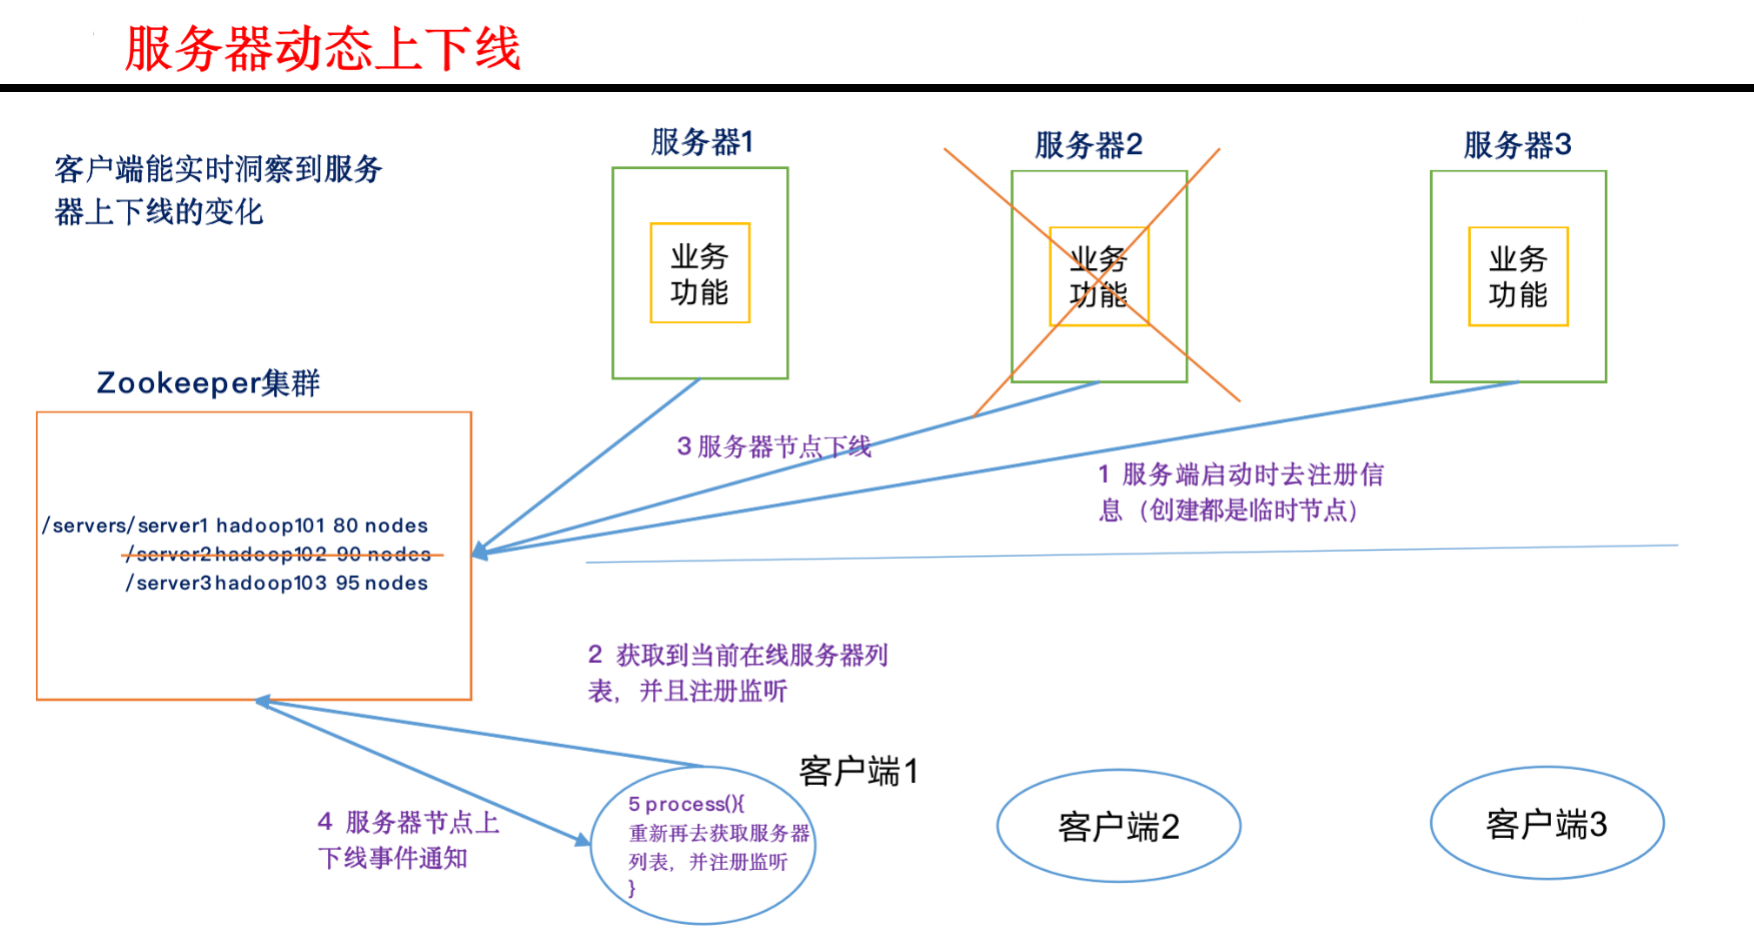 服务器动态上下线
客户端能实时洞察到服务
器上下线的变化
服务器1
服务器2
服务器3
业务
功能
业务
功能
业务
功能
Zookeeper集群
/servers/server1 hadoop101 80 nodes
/server2 hadoop102 90 nodes
/server3 hadoop103 95 nodes
3 服务器节点下线
1 服务端启动时去注册信
息（创建都是临时节点）
2 获取到当前在线服务器列
表，并且注册监听
4 服务器节点上
下线事件通知
客户端1
5 process(){
重新再去获取服务器
列表，并注册监听
}
客户端2
客户端3